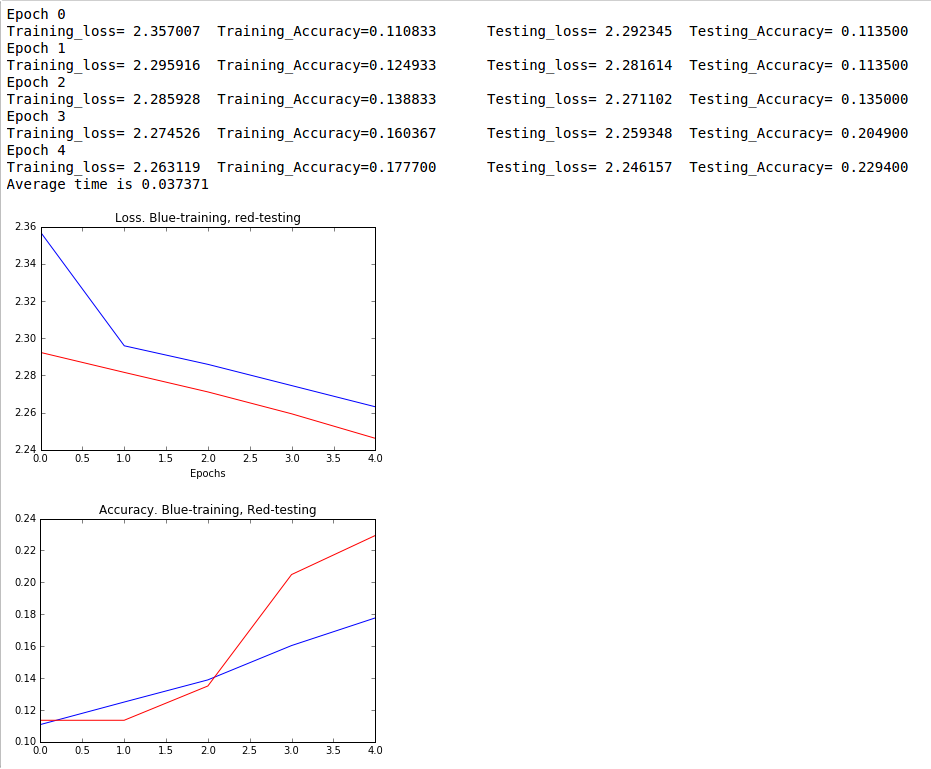 Epoch 0
Training_loss= 2.357007  Training_Accuracy=0.110833      Testing_loss= 2.292345  Testing_Accuracy= 0.113500
Epoch 1
Training_loss= 2.295916  Training_Accuracy=0.124933      Testing_loss= 2.281614  Testing_Accuracy= 0.113500
Epoch 2
Training_loss= 2.285928  Training_Accuracy=0.138833      Testing_loss= 2.271102  Testing_Accuracy= 0.135000
Epoch 3
Training_loss= 2.274526  Training_Accuracy=0.160367      Testing_loss= 2.259348  Testing_Accuracy= 0.204900
Epoch 4
Training_loss= 2.263119  Training_Accuracy=0.177700      Testing_loss= 2.246157  Testing_Accuracy= 0.229400
Average time is 0.037371
Loss. Blue-training, red-testing
2.36
2.34
2.32
2.30
2.28
2.26
2.24
0.0 0.5 1.0 1.5 2.0 2.5 3.0 3.5 4.0
Epochs
Accuracy. Blue-training, Red-testing
0.24
0.22
0.20
0.18
0.16
0.14
0.12
0.10
0.0 0.5 1.0 1.5 2.0 2.5 3.0 3.5 4.0